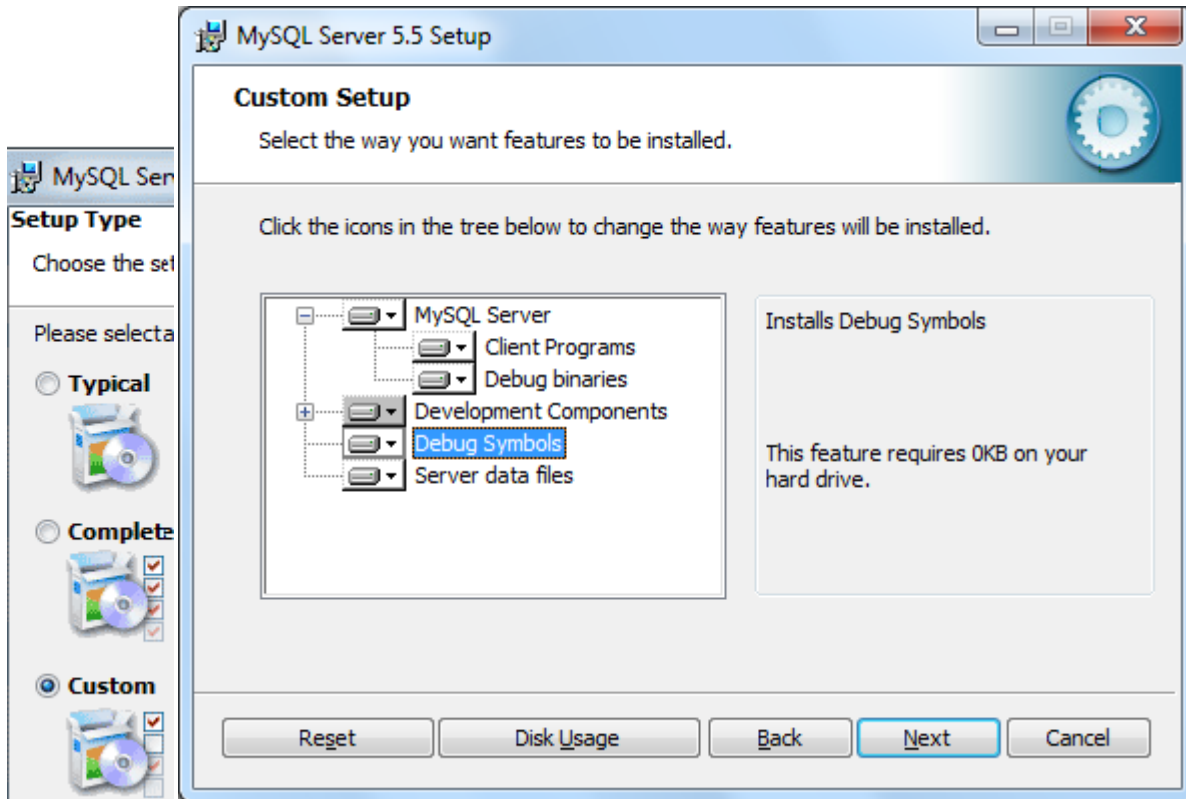 MySQL Server 5.5 Setup
Custom Setup
Select the way you want features to be installed.
Click the icons in the tree below to change the way features will be installed.
MySQL Server
Client Programs
Debug binaries
Development Components
Debug Symbols
Server data files
Installs Debug Symbols
This feature requires 0KB on your
hard drive.
Reset
Disk Usage
Back
Next
Cancel
MySQL Ser
Setup Type
Choose the set
Please select a
Typical
Complete
Custom